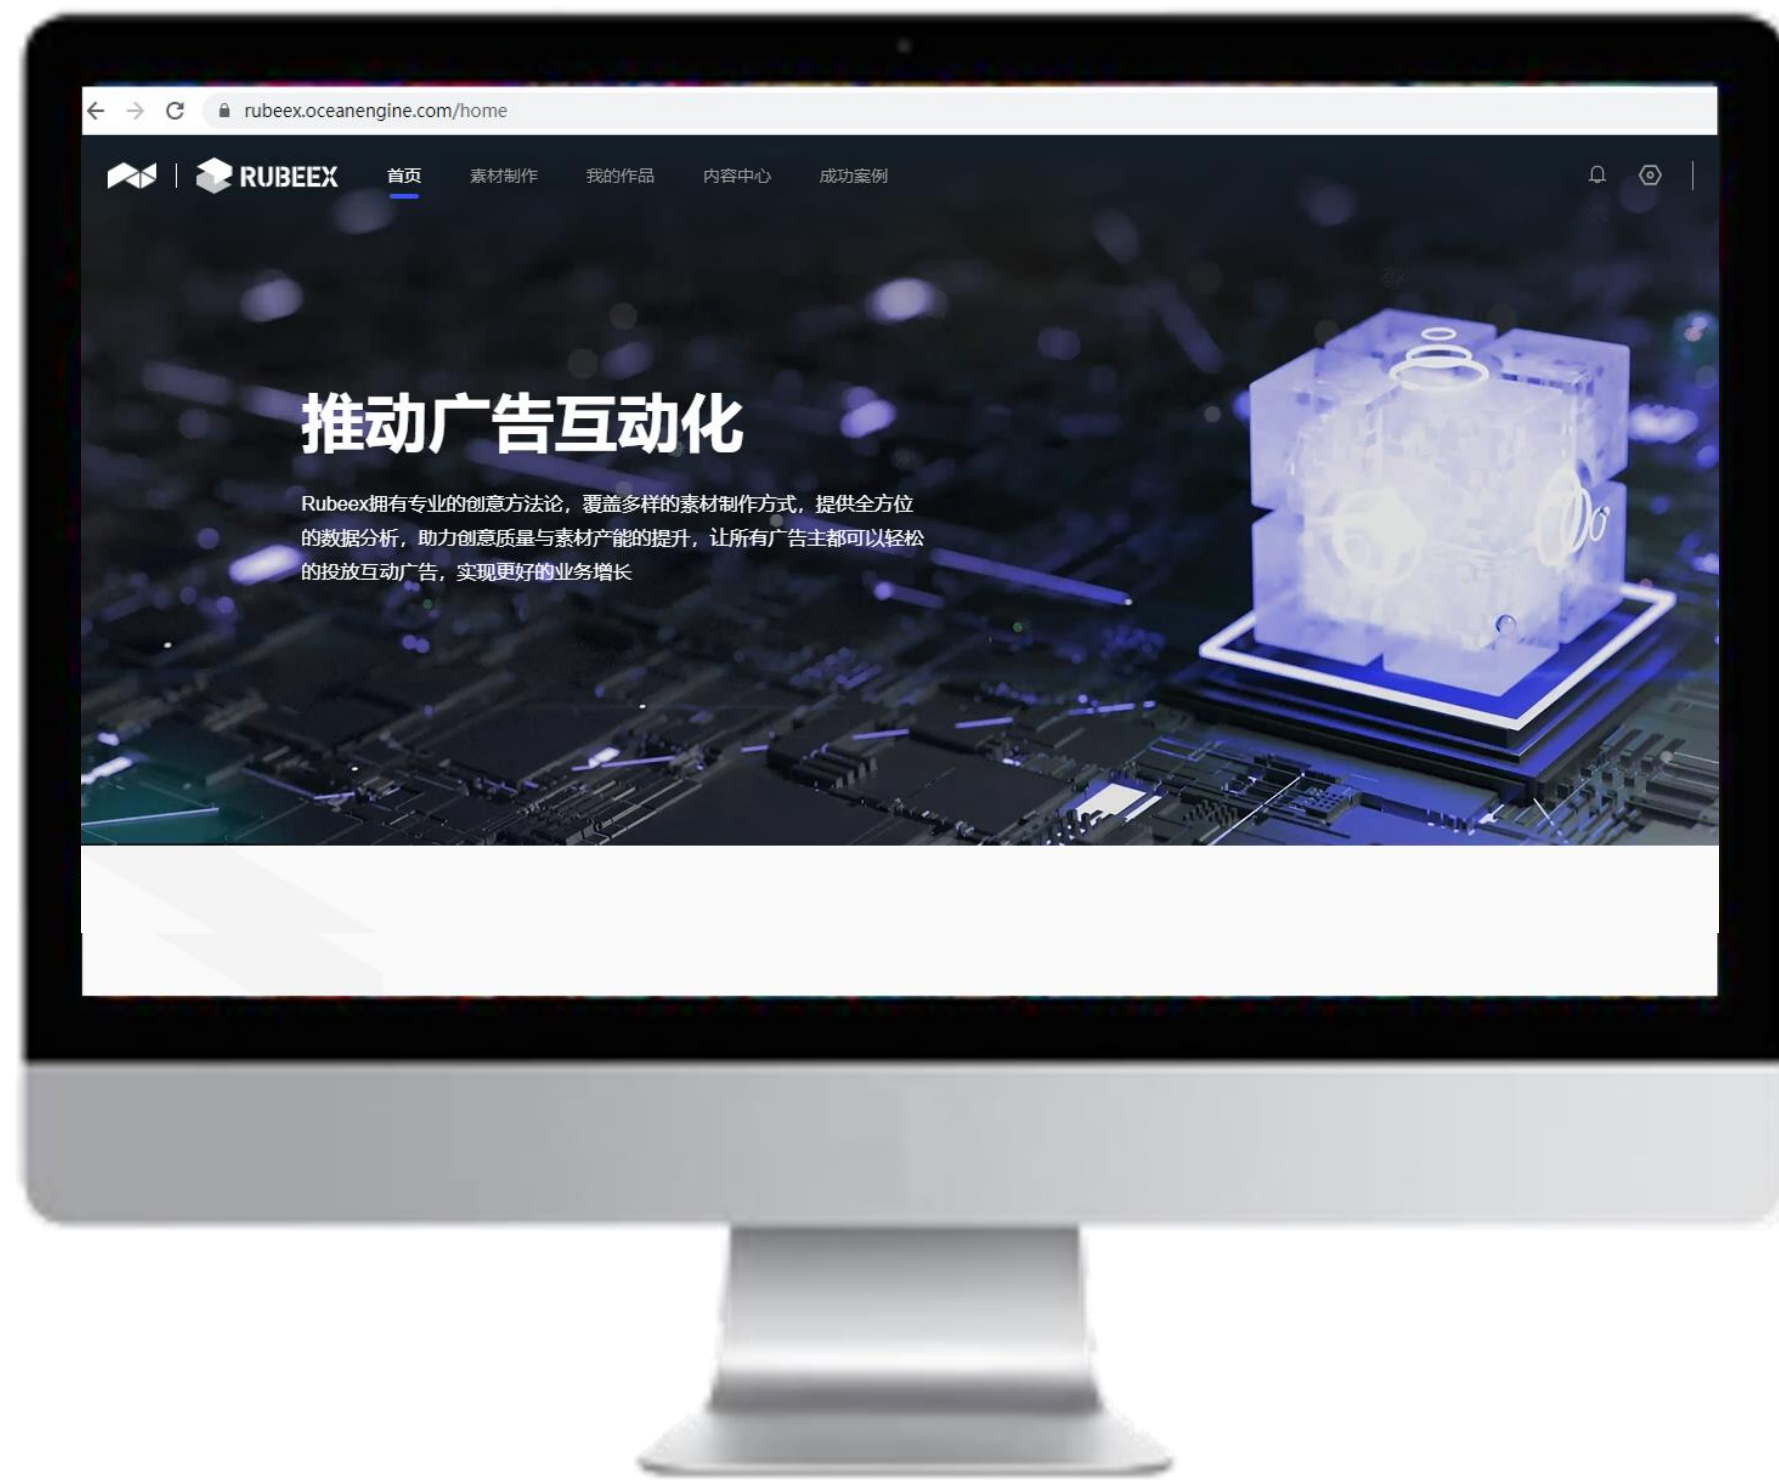 rubeex.oceanengine.com/home
RUBEEX 首页 素材制作 我的作品 内容中心 成功案例
推动广告互动化
Rubeex拥有专业的创意方法论，覆盖多样的素材制作方式，提供全方位
的数据分析，助力创意质量与素材产能的提升，让所有广告主都可以轻松
的投放互动广告，实现更好的业务增长